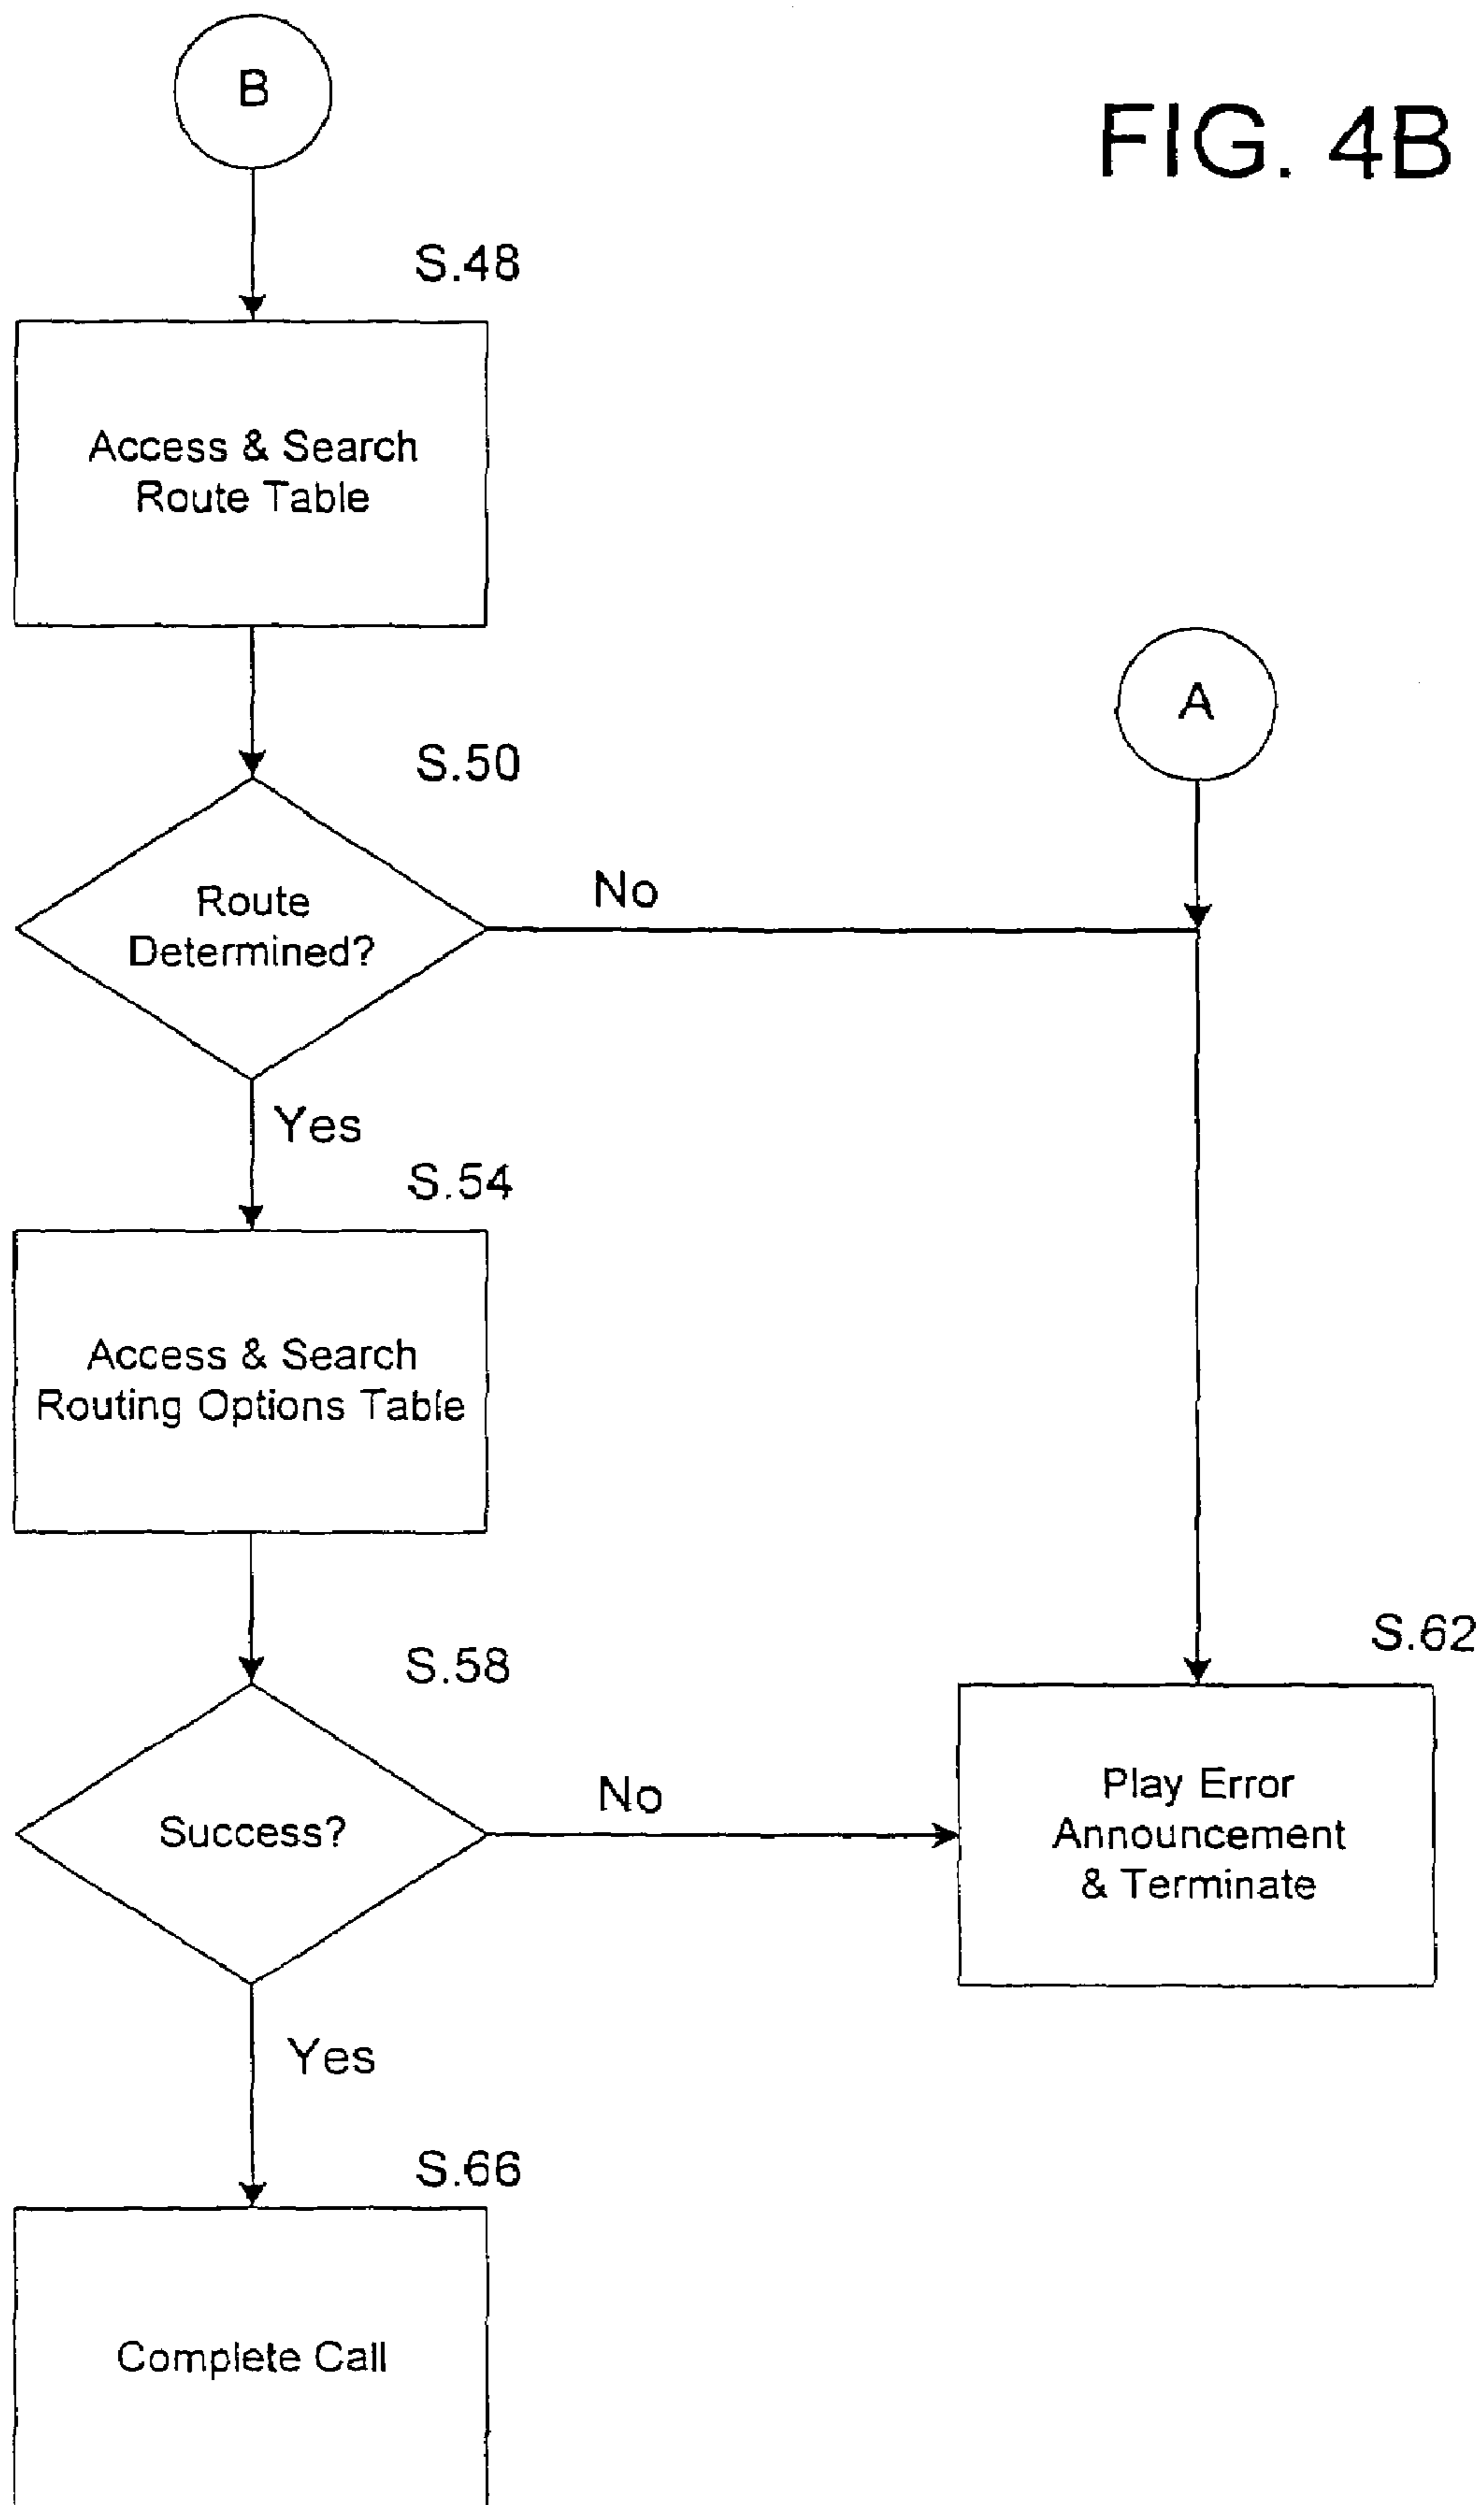 B
FIG. 4B
S.48
Access & Search
Route Table
A
S.50
Route
Determined?
No
Yes
S.54
Access & Search
Routing Options Table
S.58
Success?
No
S.62
Play Error
Announcement
& Terminate
Yes
S.66
Complete Call